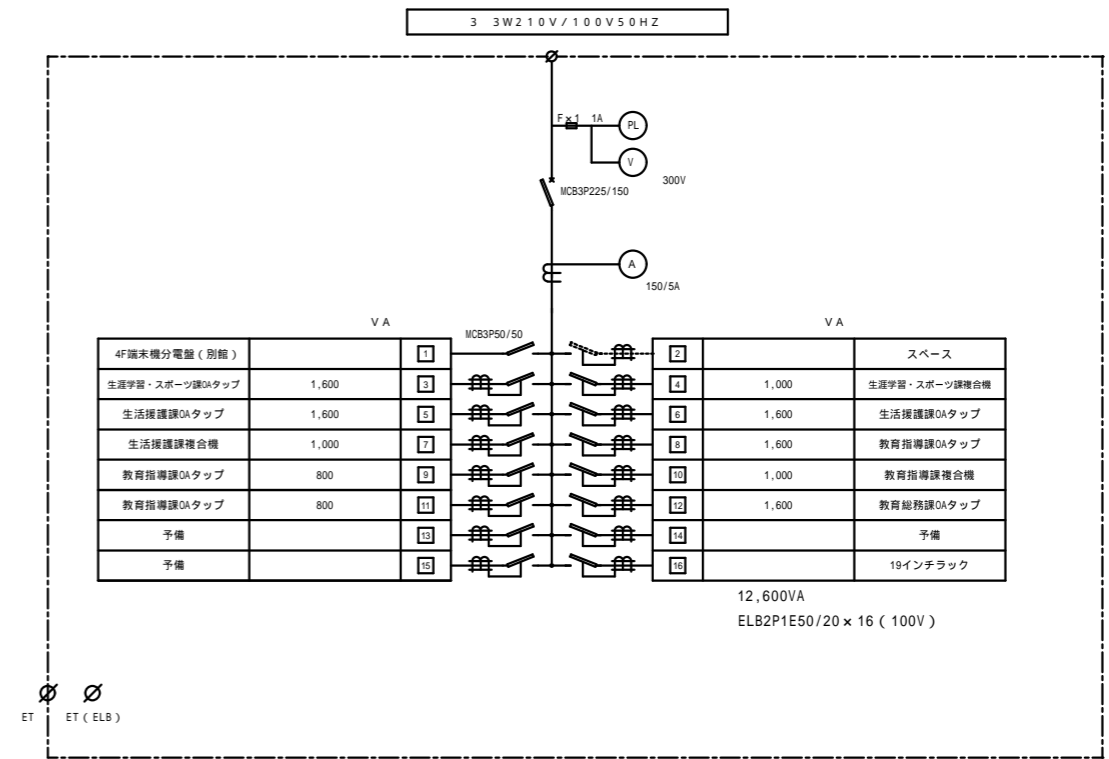 3 3W210V/100V50HZ
F×1 1A
PL
V
300V
MCB3P225/150
A
150/5A
VA
MCB3P50/50
VA
4F端末機分電盤（別館） 1
2 スペース
生涯学習・スポーツ課OAタップ 1,600 3
4 1,000 生涯学習・スポーツ課複合機
生活援護課OAタップ 1,600 5
6 1,600 生活援護課OAタップ
生活援護課複合機 1,000 7
8 1,600 教育指導課OAタップ
教育指導課OAタップ 800 9
10 1,000 教育指導課複合機
教育指導課OAタップ 800 11
12 1,600 教育総務課OAタップ
予備 13
14 予備
予備 15
16 19インチラック
12,600VA
ELB2P1E50/20×16（100V）
ET
ET（ELB）